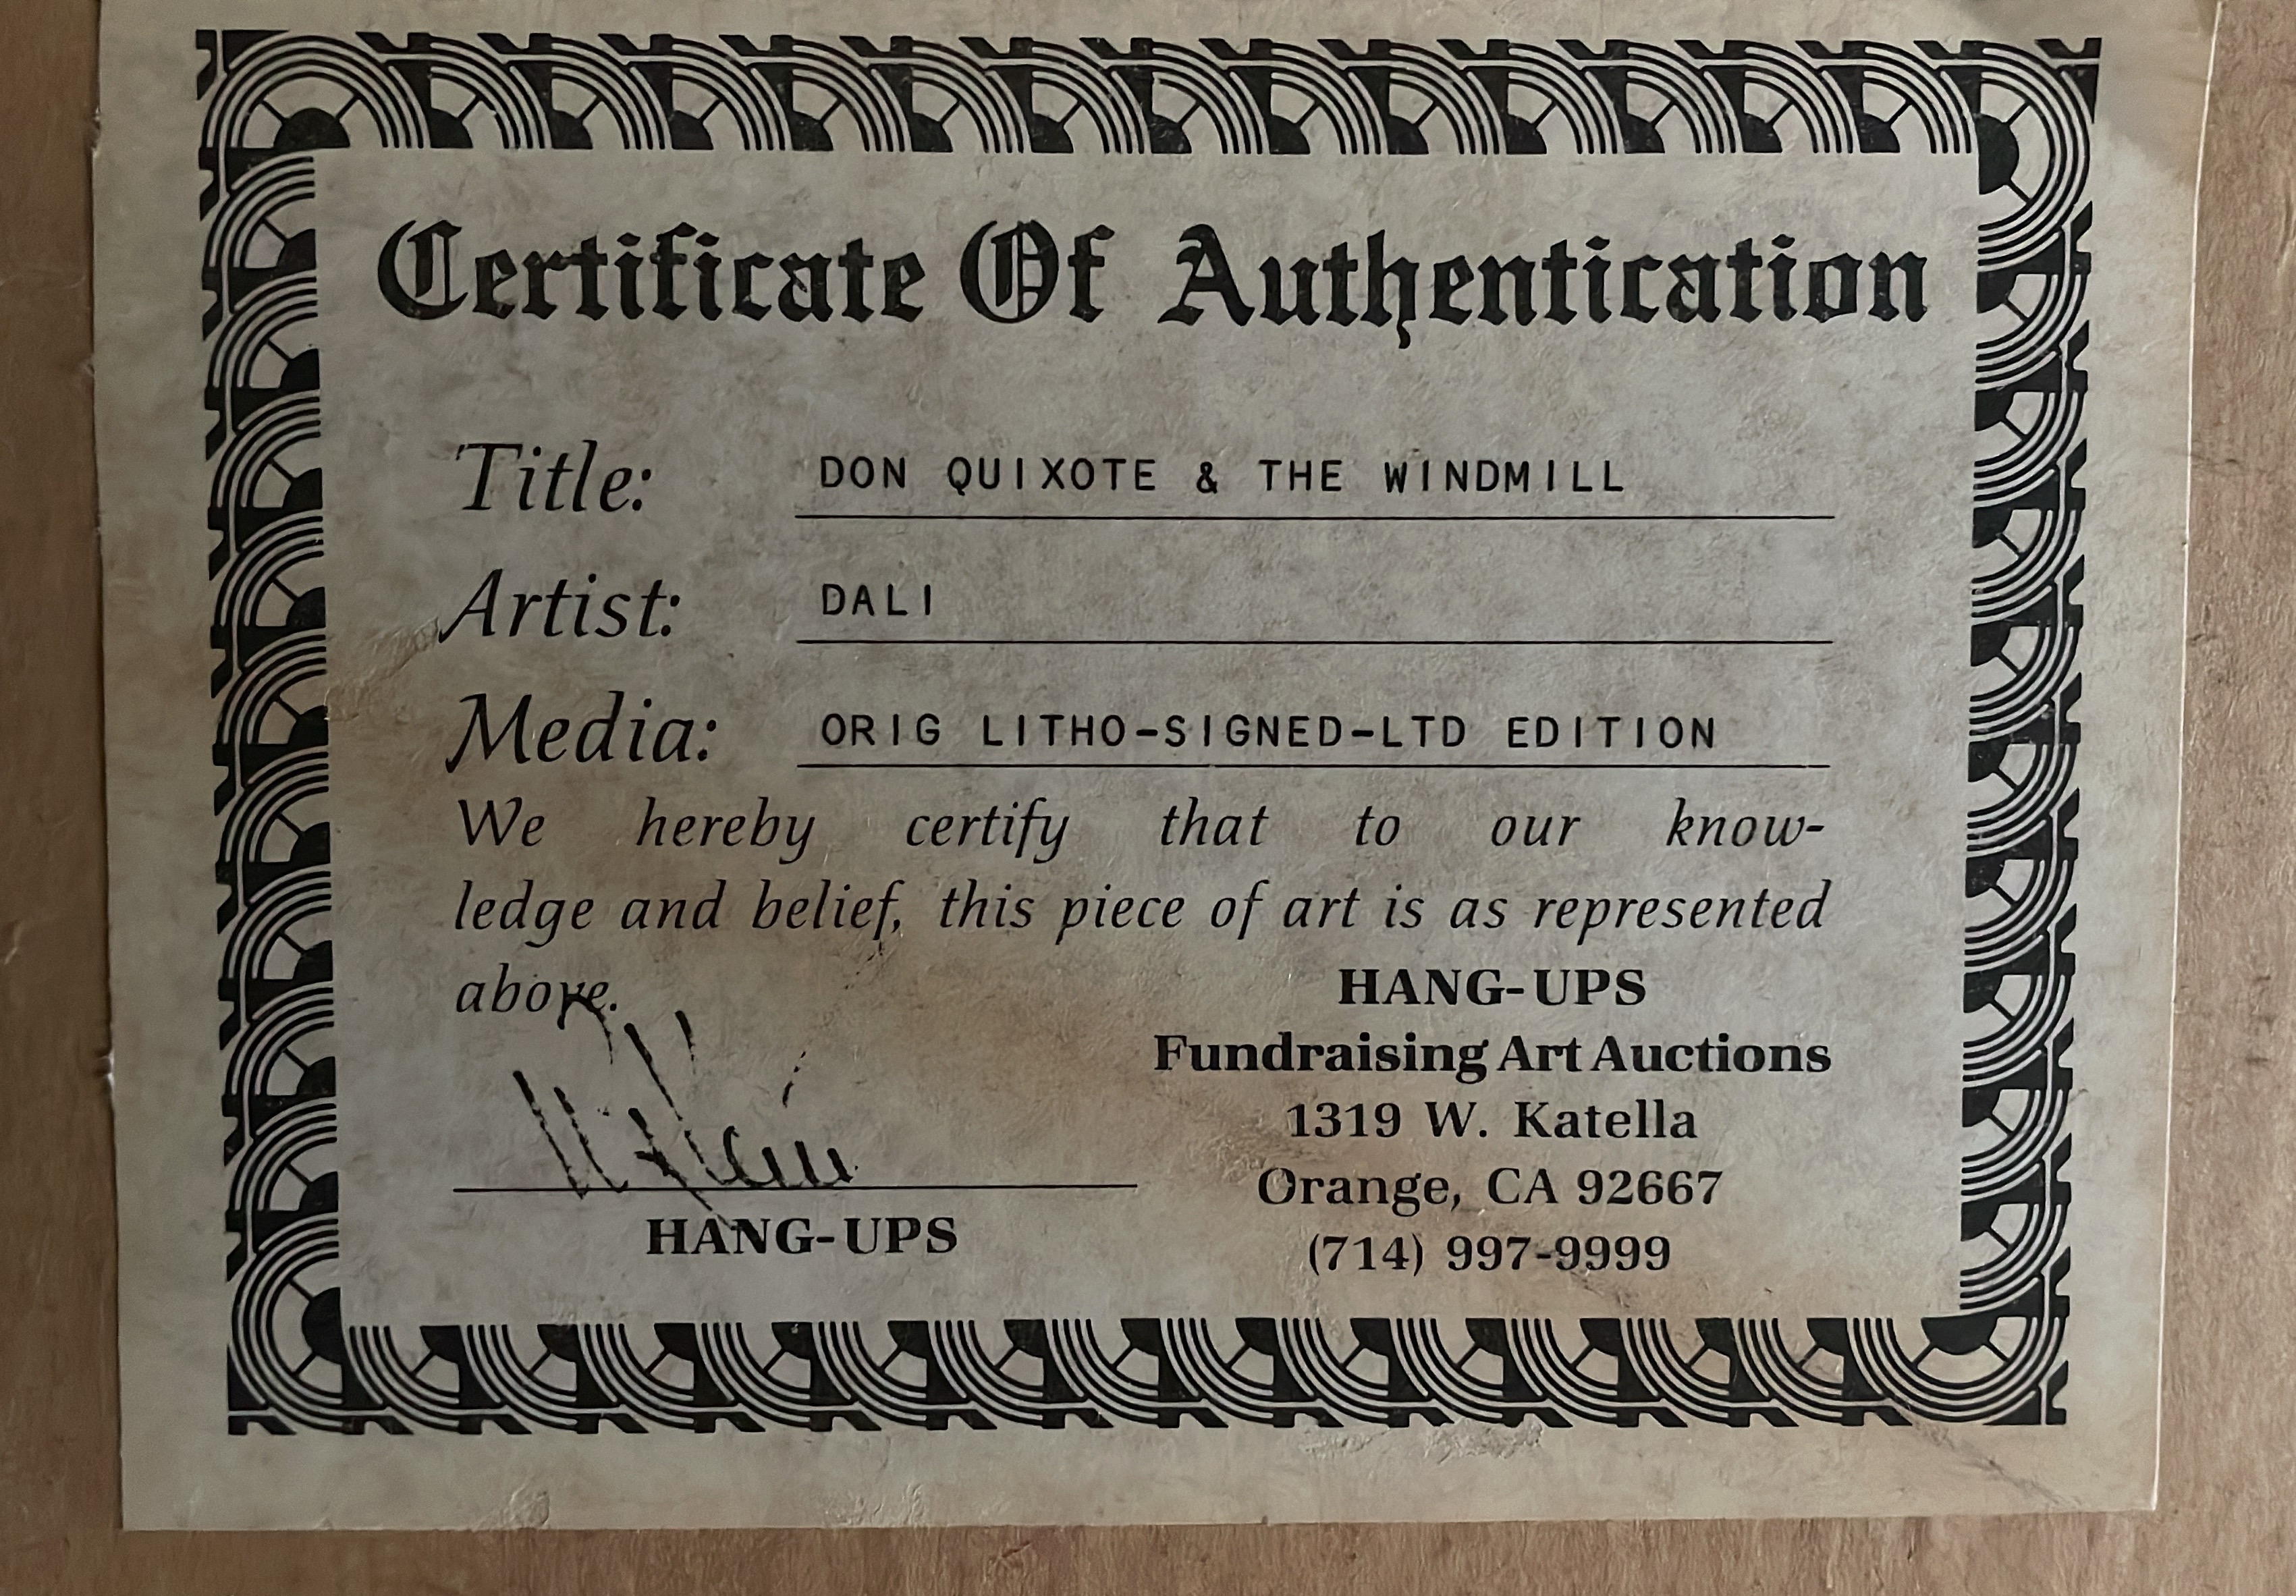 Certificate Of Authentication
Title: DON QUIXOTE & THE WINDMILL
Artist: DALI
Media: ORIG LITHO-SIGNED-LTD EDITION
We hereby certify that to our know-
ledge and belief, this piece of art is as represented
above.
HANG-UPS
Fundraising Art Auctions
1319 W. Katella
Orange, CA 92667
(714) 997-9999
HANG-UPS